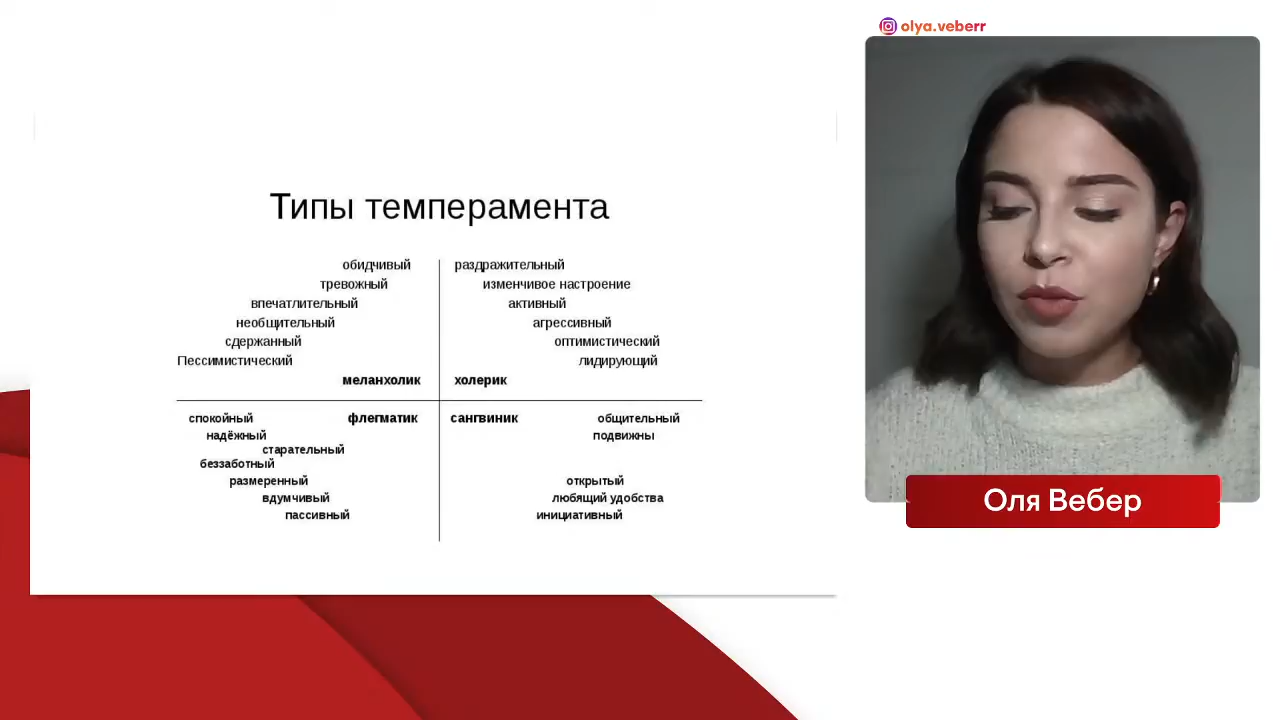 olya.veberr
Типы темперамента
обидчивый
тревожный
впечатлительный
необщительный
сдержанный
Пессимистический
меланхолик
раздражительный
изменчивое настроение
активный
агрессивный
оптимистический
лидирующий
холерик
флегматик
спокойный
надёжный
старательный
беззаботный
размеренный
вдумчивый
пассивный
сангвиник
общительный
подвижны
открытый
любящий удобства
инициативный
Оля Вебер